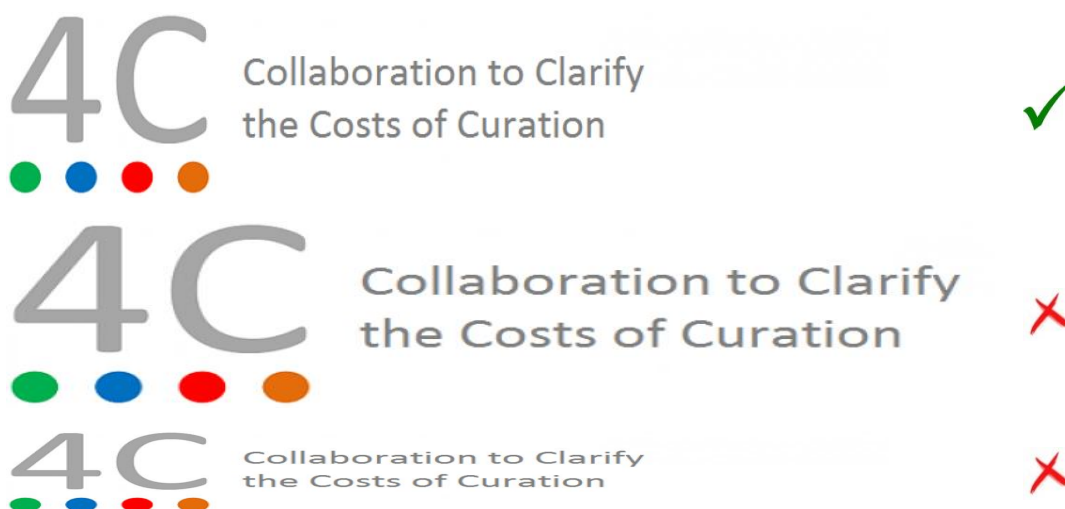 4C
Collaboration to Clarify
the Costs of Curation
4C
Collaboration to Clarify
the Costs of Curation
4C
Collaboration to Clarify
the Costs of Curation